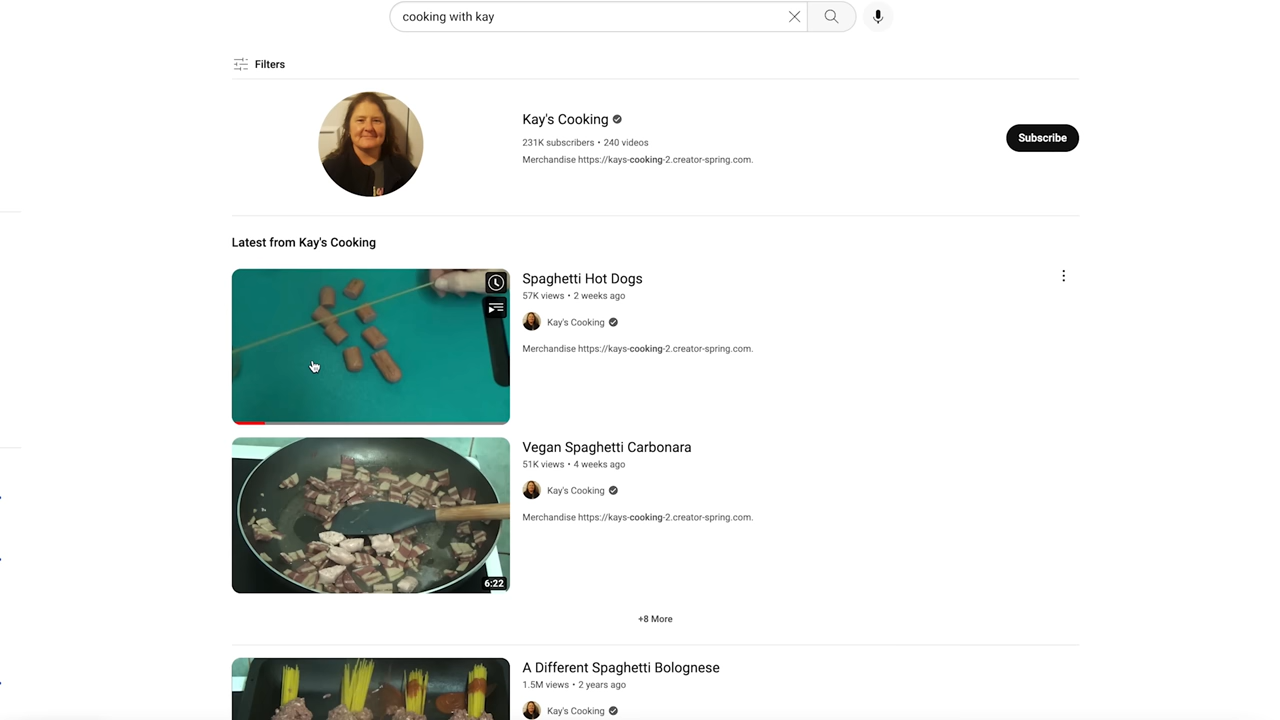 cooking with kay
Filters
Kay's Cooking
231K subscribers • 240 videos
Merchandise https://kays-cooking-2.creator-spring.com.
Subscribe
Latest from Kay's Cooking
Spaghetti Hot Dogs
57K views • 2 weeks ago
Kay's Cooking
Merchandise https://kays-cooking-2.creator-spring.com.
Vegan Spaghetti Carbonara
51K views • 4 weeks ago
Kay's Cooking
Merchandise https://kays-cooking-2.creator-spring.com.
6:22
+8 More
A Different Spaghetti Bolognese
1.5M views • 2 years ago
Kay's Cooking